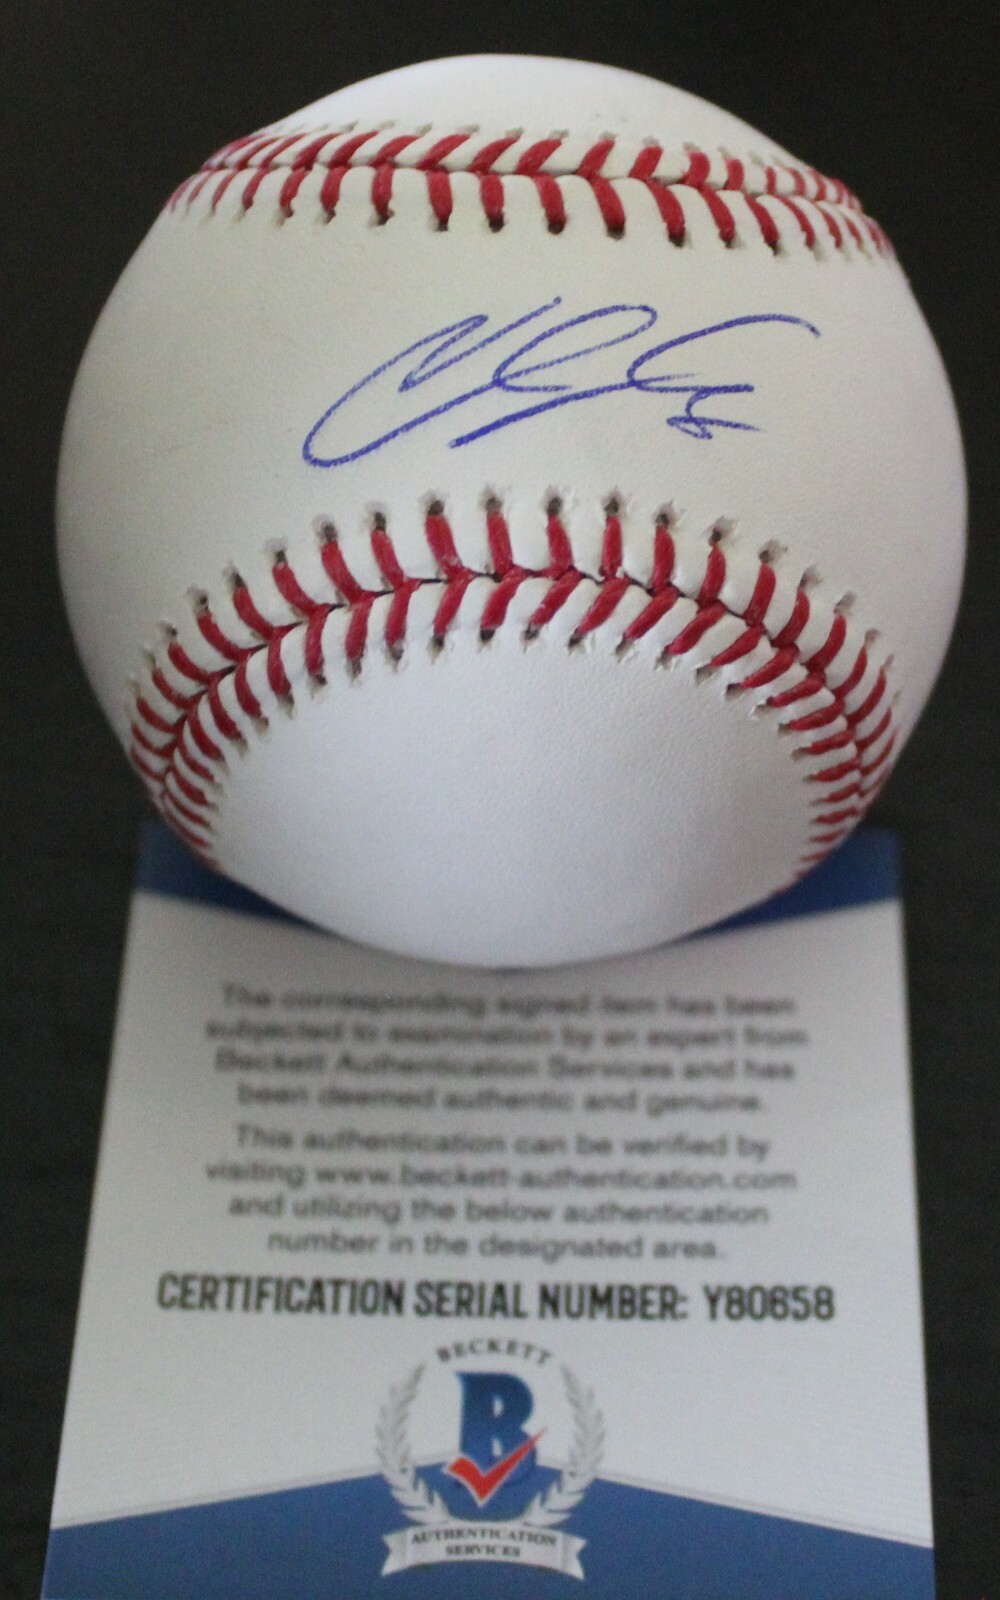 The corresponding signed item has been
subjected to examination by an expert from
Beckett Authentication Services and has
been deemed authentic and genuine.
This authentication can be verified by
visiting www.beckett-authentication.com
and utilizing the below authentication
number in the designated area.
CERTIFICATION SERIAL NUMBER: Y80658
BECKETT
B
AUTHENTICATION
SERVICES